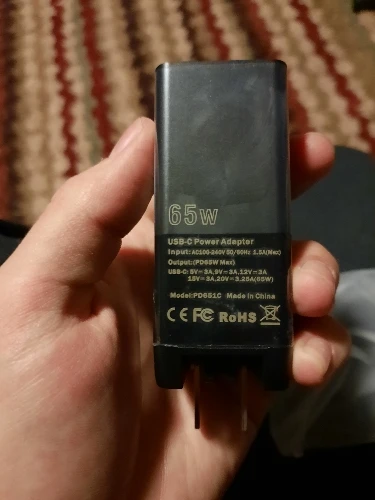 65w
USB-C Power Adapter
Input:AC100-240V 50/60Hz 1.5A(Max)
Output:(PD65W Max)
USB-C:5V⎓3A,9V⎓3A,12V⎓3A
15V⎓3A,20V⎓3.25A(65W)
Model:PD651C Made in China
CE FC RoHS